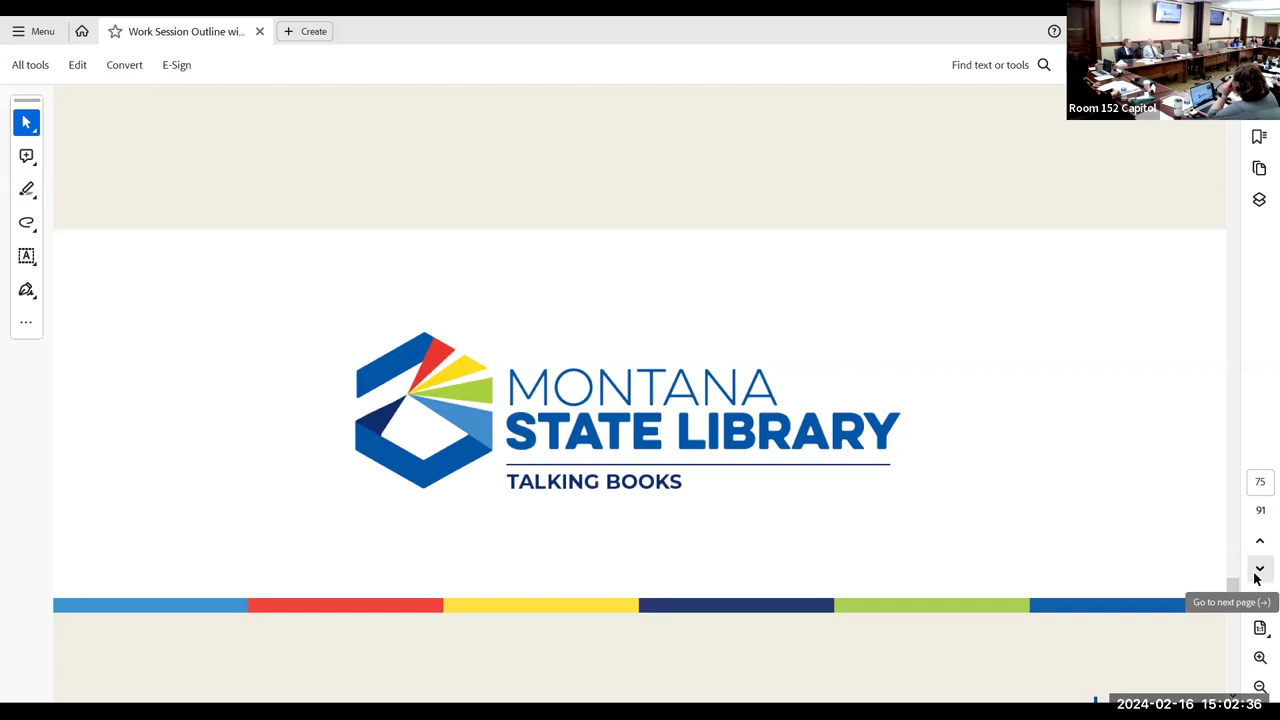 Menu
Work Session Outline wi...
Create
All tools
Edit
Convert
E-Sign
Find text or tools
Room 152 Capitol
MONTANA
STATE LIBRARY
TALKING BOOKS
75
91
Go to next page (→)
2024-02-16 15:02:36